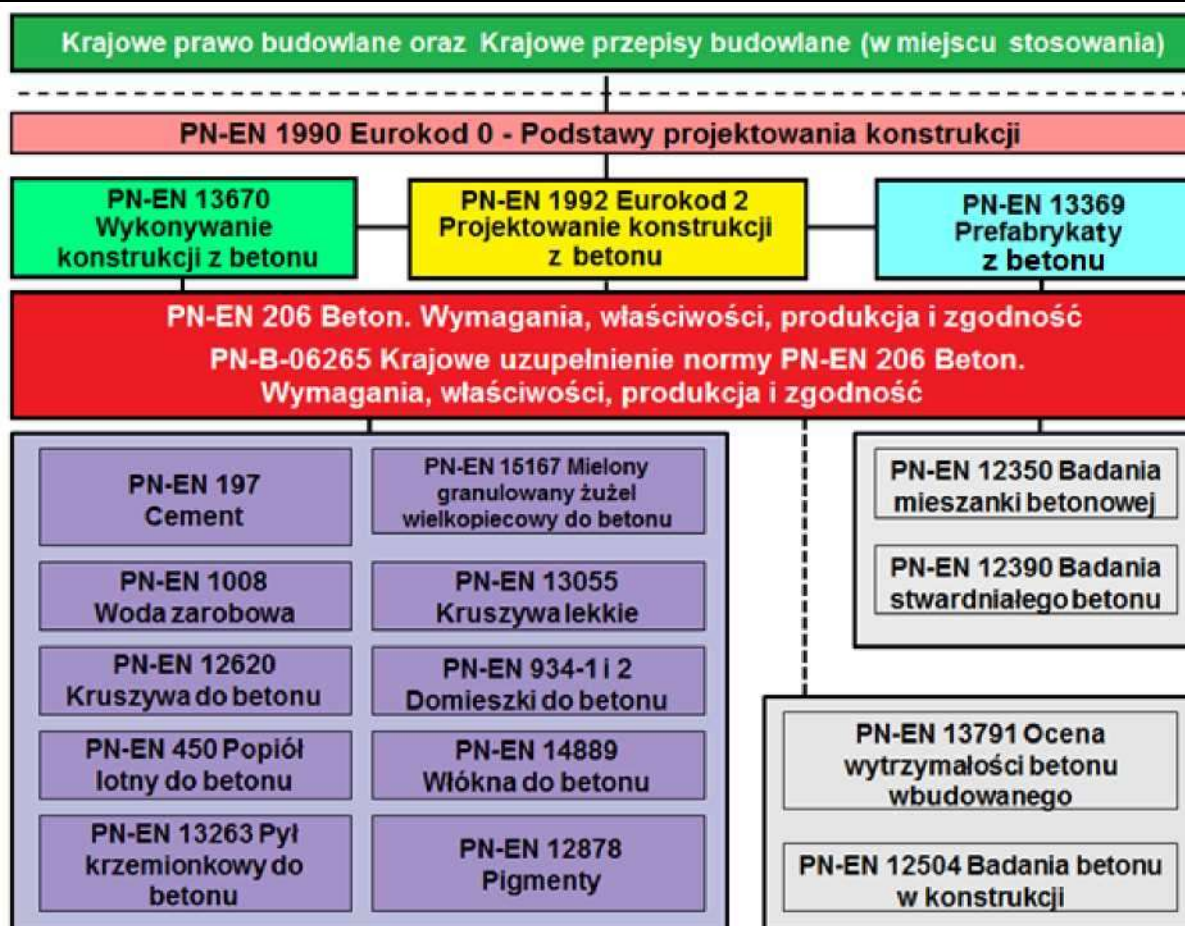 Krajowe prawo budowlane oraz Krajowe przepisy budowlane (w miejscu stosowania)
PN-EN 1990 Eurokod 0 - Podstawy projektowania konstrukcji
PN-EN 13670
Wykonywanie
konstrukcji z betonu
PN-EN 1992 Eurokod 2
Projektowanie konstrukcji
z betonu
PN-EN 13369
Prefabrykaty
z betonu
PN-EN 206 Beton. Wymagania, właściwości, produkcja i zgodność
PN-B-06265 Krajowe uzupełnienie normy PN-EN 206 Beton.
Wymagania, właściwości, produkcja i zgodność
PN-EN 197
Cement
PN-EN 15167 Mielony
granulowany żużel
wielkopiecowy do betonu
PN-EN 1008
Woda zarobowa
PN-EN 13055
Kruszywa lekkie
PN-EN 12620
Kruszywa do betonu
PN-EN 934-1 i 2
Domieszki do betonu
PN-EN 450 Popiół
lotny do betonu
PN-EN 14889
Włókna do betonu
PN-EN 13263 Pył
krzemionkowy do
betonu
PN-EN 12878
Pigmenty
PN-EN 12350 Badania
mieszanki betonowej
PN-EN 12390 Badania
stwardniałego betonu
PN-EN 13791 Ocena
wytrzymałości betonu
wbudowanego
PN-EN 12504 Badania betonu
w konstrukcji